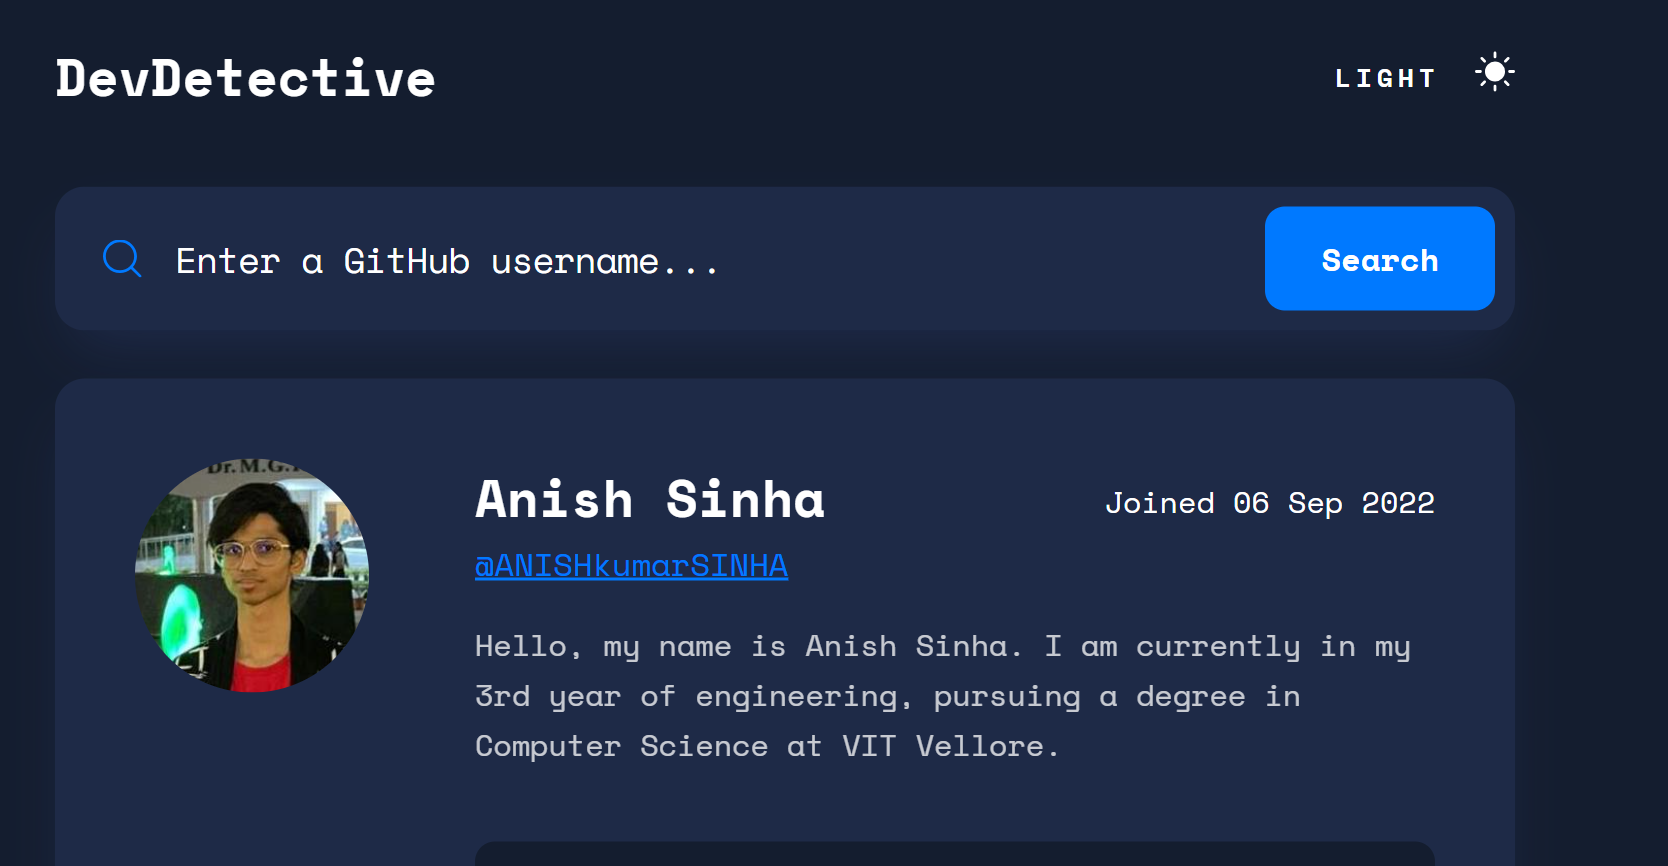 DevDetective
LIGHT
Enter a GitHub username...
Search
Dr. M.G.
Anish Sinha
Joined 06 Sep 2022
@ANISHkumarSINHA
Hello, my name is Anish Sinha. I am currently in my
3rd year of engineering, pursuing a degree in
Computer Science at VIT Vellore.